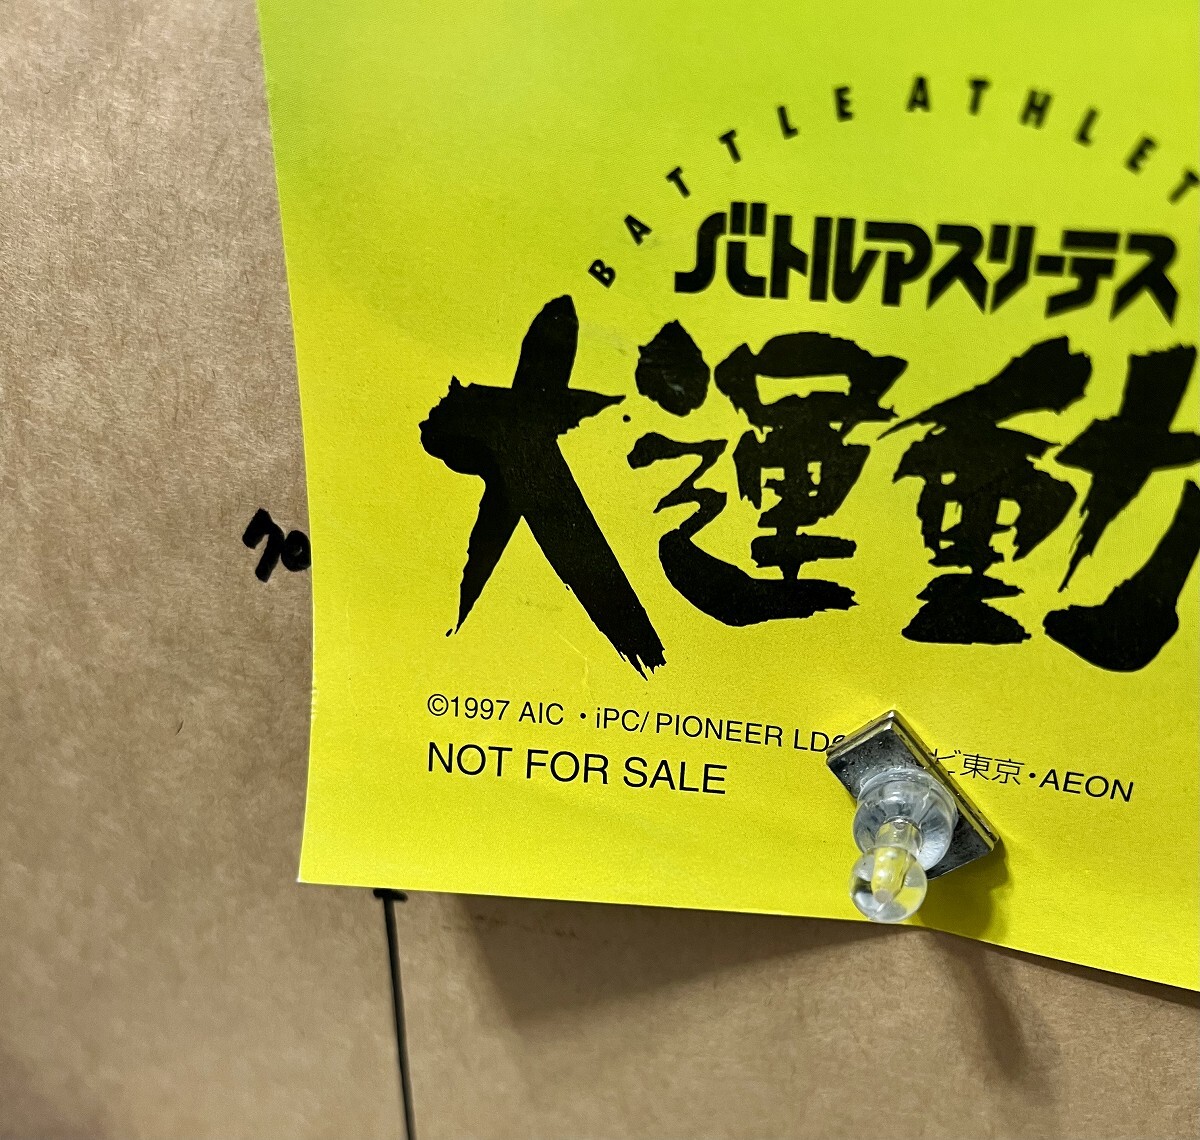 BATTLE ATHLET
バトルアスリーテス
大運動
70
©1997 AIC・iPC/PIONEER LD ビ東京・AEON
NOT FOR SALE